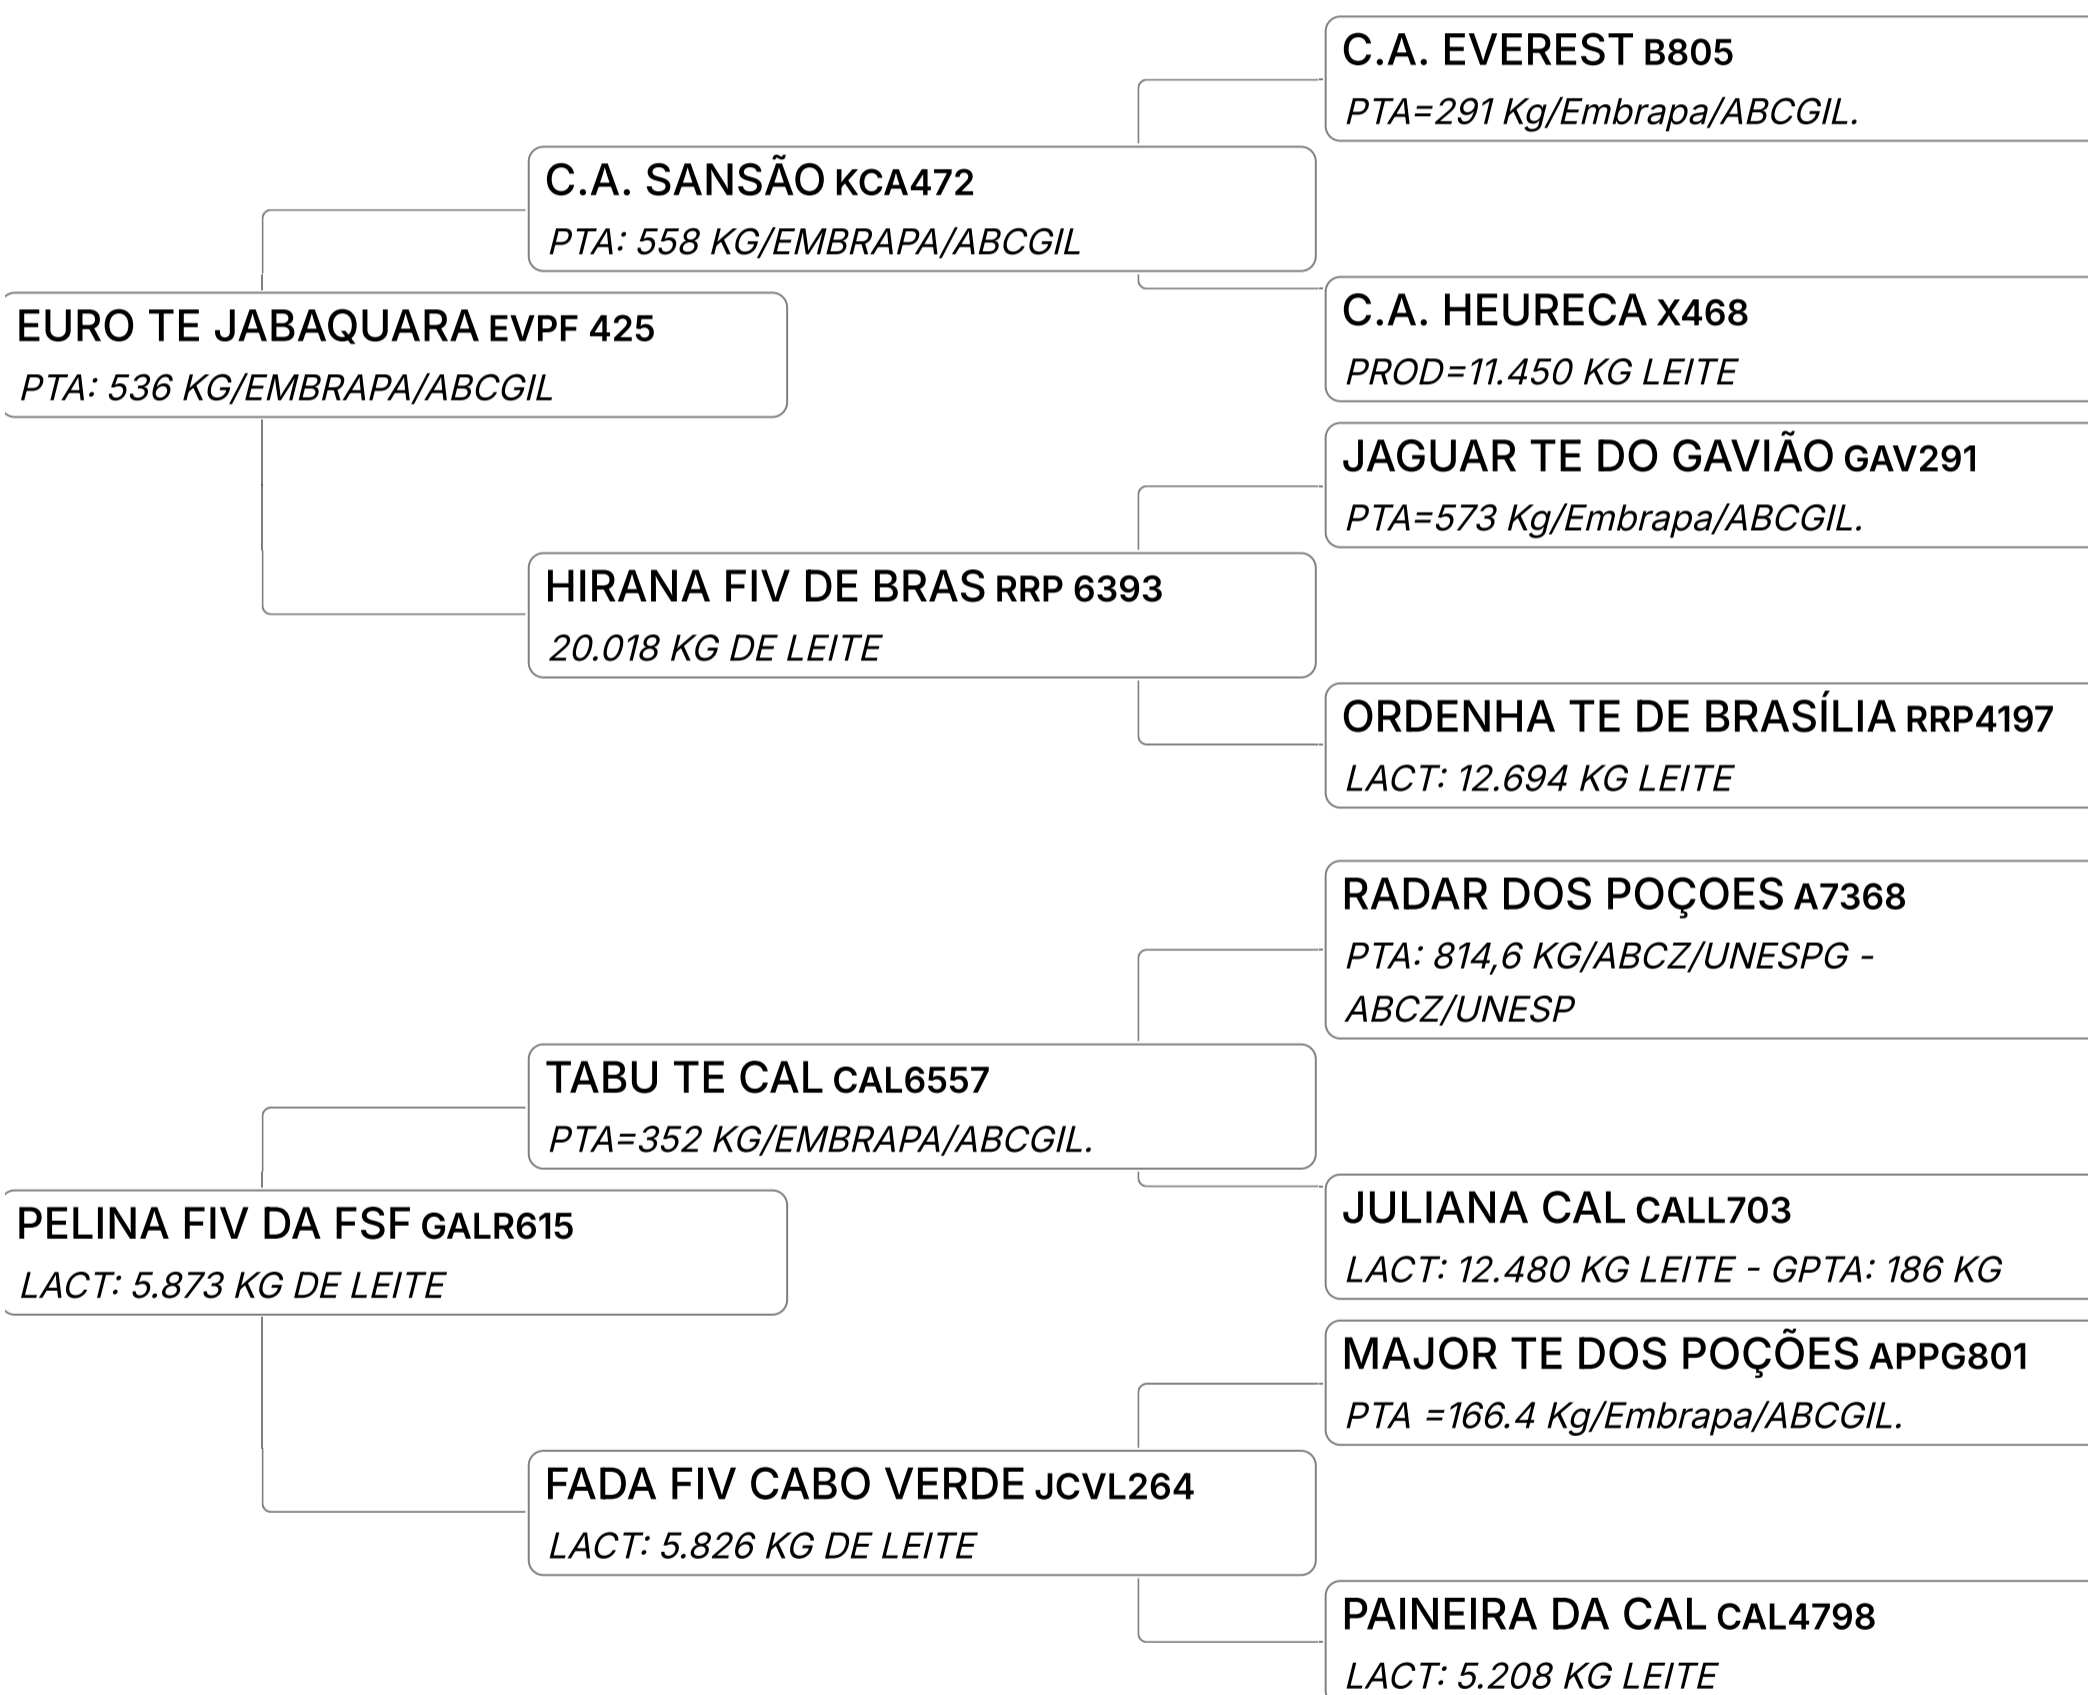 C.A. EVEREST B805
PTA=291 Kg/Embrapa/ABCGIL.
C.A. SANSÃO KCA472
PTA: 558 KG/EMBRAPA/ABCGIL
C.A. HEURECA X468
PROD=11.450 KG LEITE
EURO TE JABAQUARA EVPF 425
PTA: 536 KG/EMBRAPA/ABCGIL
JAGUAR TE DO GAVIÃO GAV291
PTA=573 Kg/Embrapa/ABCGIL.
HIRANA FIV DE BRAS RRP 6393
20.018 KG DE LEITE
ORDENHA TE DE BRASÍLIA RRP4197
LACT: 12.694 KG LEITE
RADAR DOS POÇOES A7368
PTA: 814,6 KG/ABCZ/UNESPG -
ABCZ/UNESP
TABU TE CAL CAL6557
PTA=352 KG/EMBRAPA/ABCGIL.
JULIANA CAL CALL703
LACT: 12.480 KG LEITE - GPTA: 186 KG
PELINA FIV DA FSF GALR615
LACT: 5.873 KG DE LEITE
MAJOR TE DOS POÇÕES APPG801
PTA =166.4 Kg/Embrapa/ABCGIL.
FADA FIV CABO VERDE JCVL264
LACT: 5.826 KG DE LEITE
PAINEIRA DA CAL CAL4798
LACT: 5.208 KG LEITE